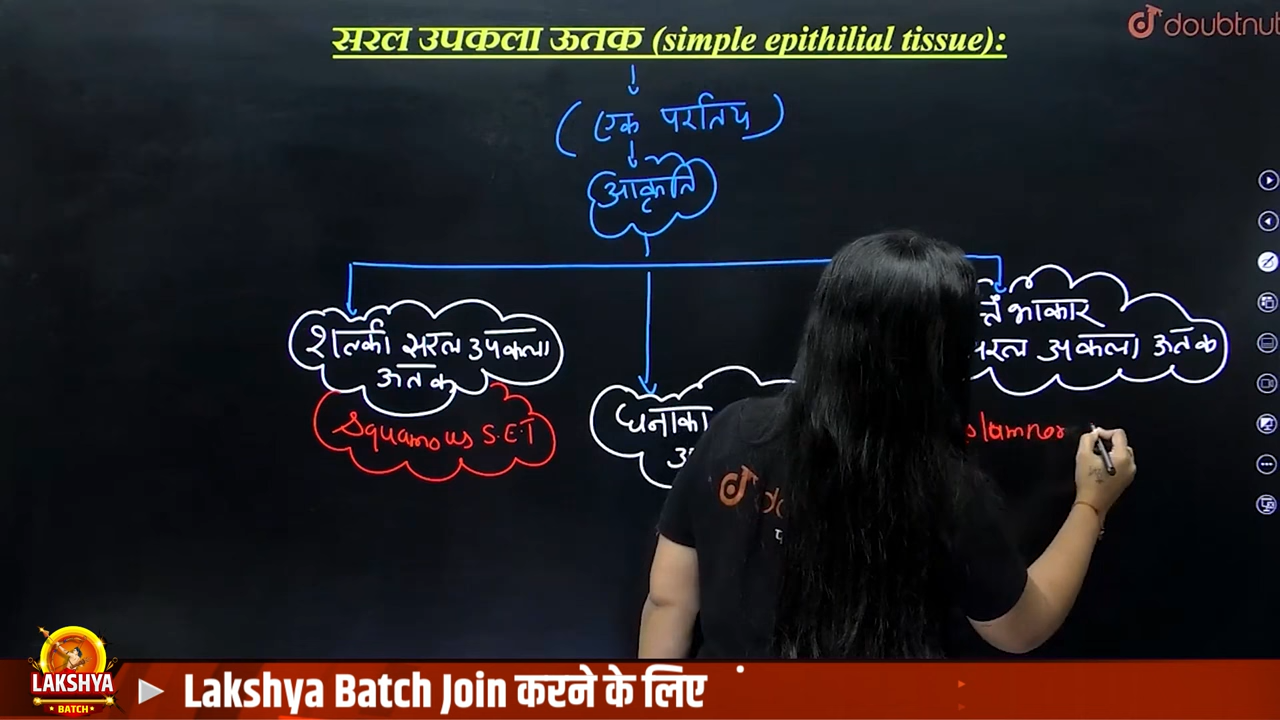 सरल उपकला ऊतक (simple epithilial tissue):
doubtnut
(एक परतिय)
आकृति
शल्की सरल उपकला
ऊतक
Squamous S.E.T
घनाका
आकार
सरल उपकला ऊतक
LAKSHYA
BATCH
Lakshya Batch Join करने के लिए